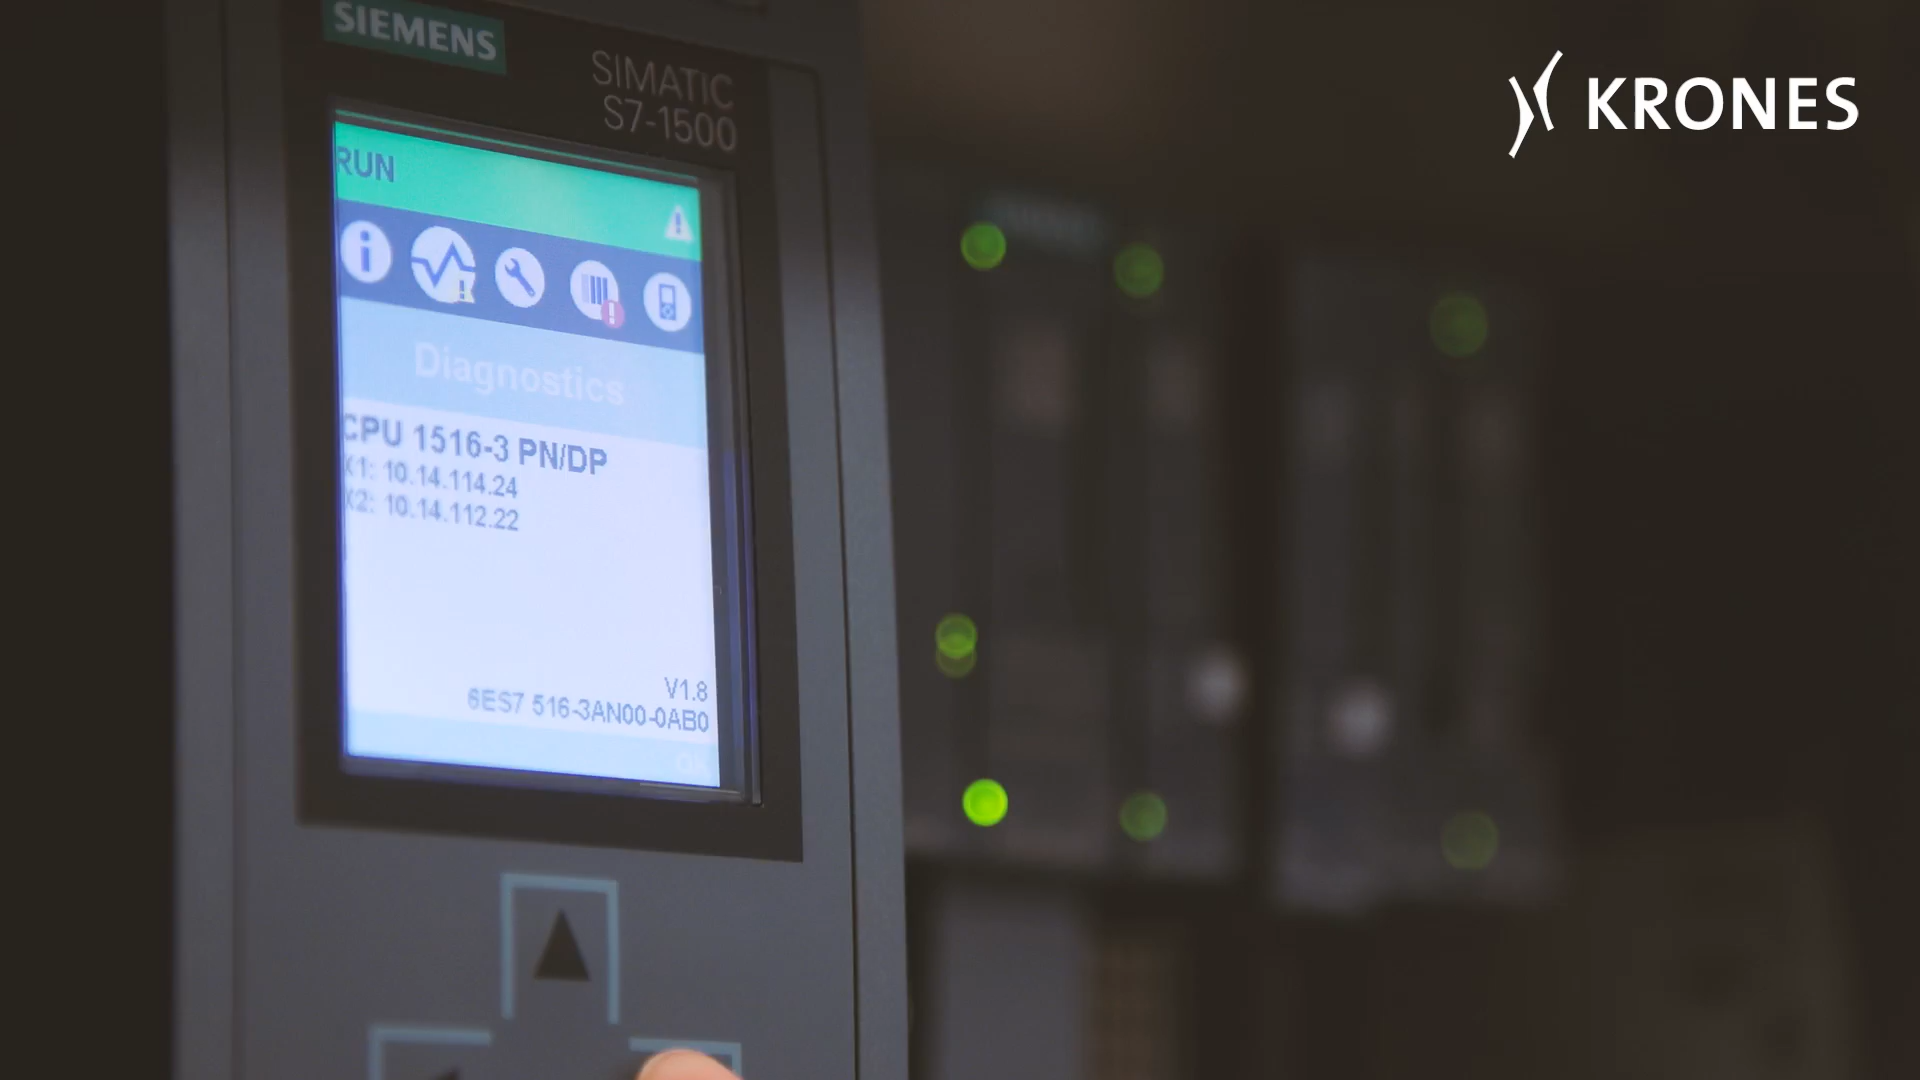 SIEMENS
SIMATIC
S7-1500
KRONES
RUN
Diagnostics
CPU 1516-3 PN/DP
X1: 10.14.114.24
X2: 10.14.112.22
V1.8
6ES7 516-3AN00-0AB0
OK